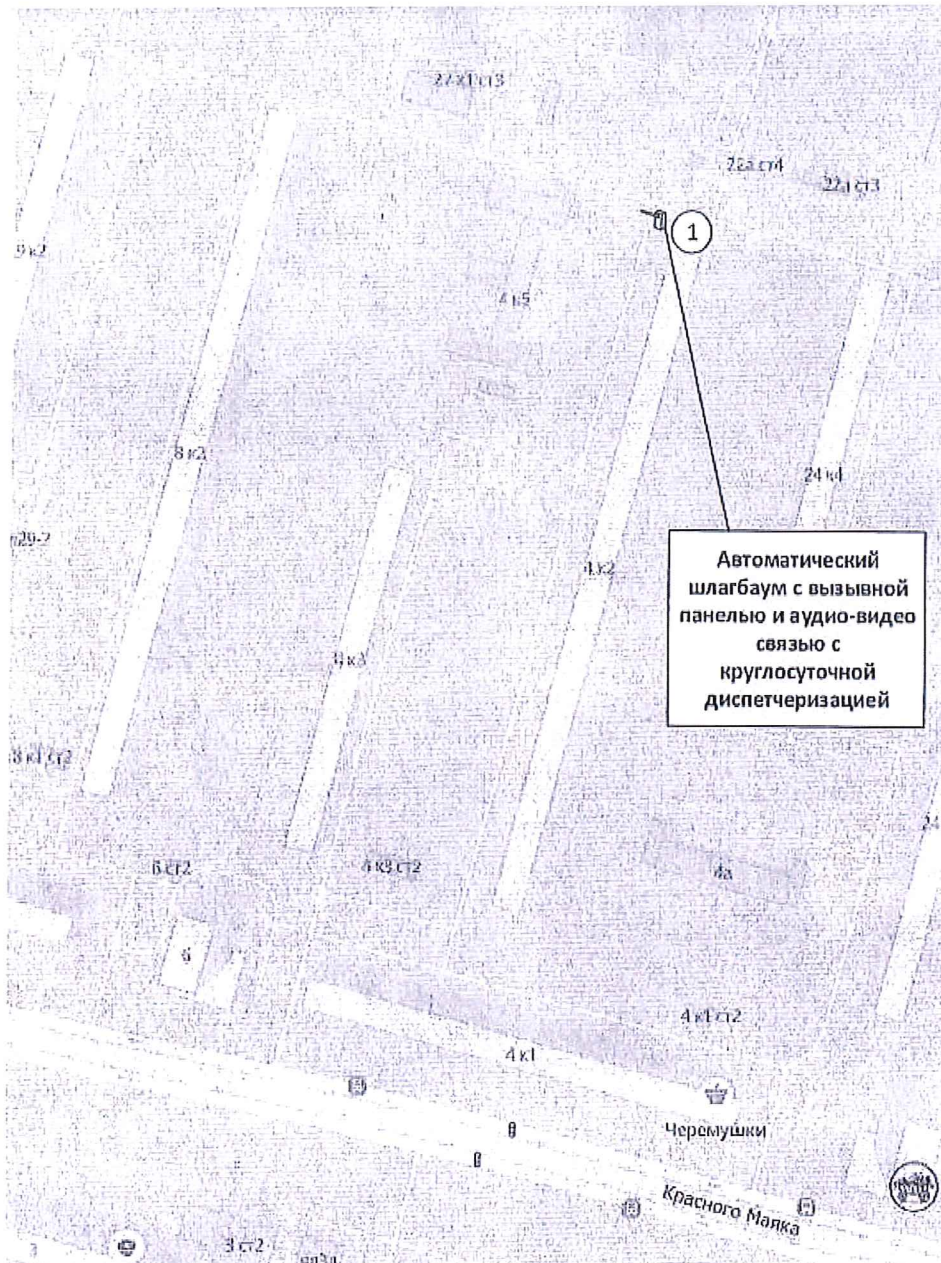 22 к1 ст3
22а ст4
22а ст3
9 к2
1
4 к5
8 к3
24 к4
Автоматический
шлагбаум с вызывной
панелью и аудио-видео
связью с
круглосуточной
диспетчеризацией
4 к2
8 к1 ст2
24
6 ст2
4 к3 ст2
4а
6
4 к1 ст2
4 к1
Черемушки
Красного Маяка
3 ст2
3